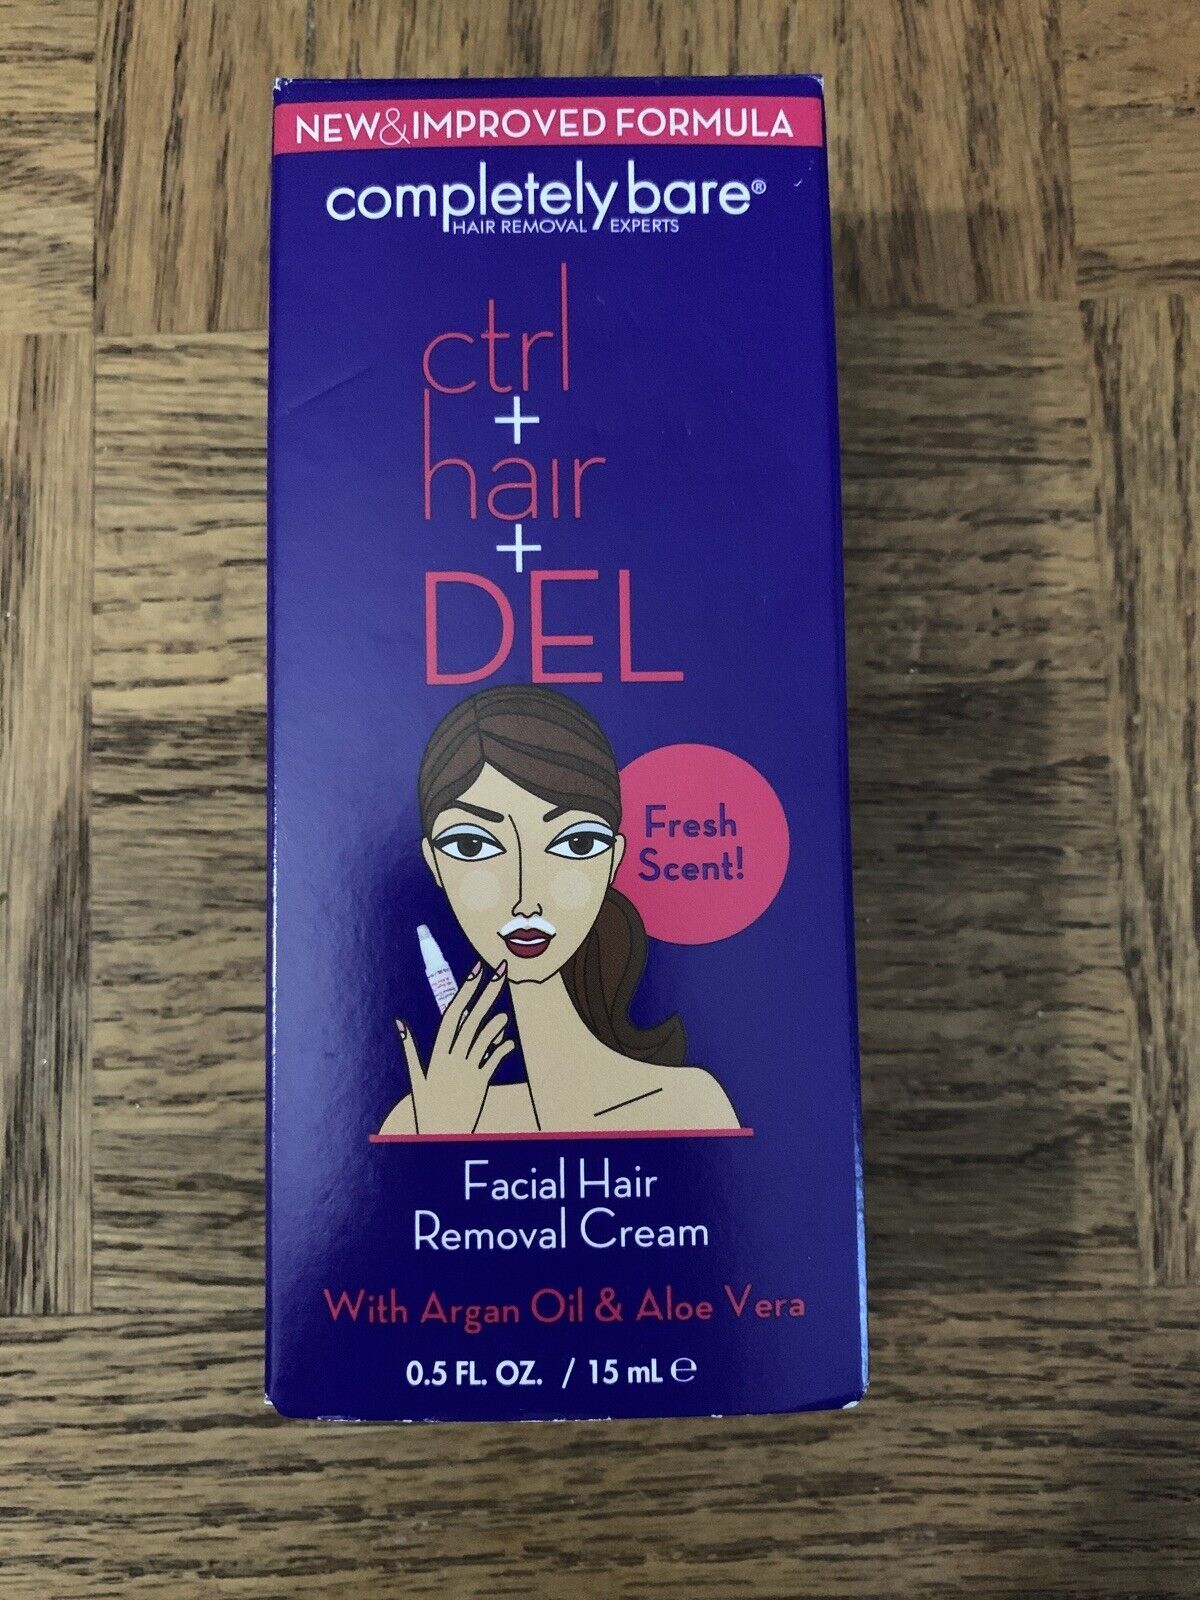 NEW&IMPROVED FORMULA
completely bare®
HAIR REMOVAL EXPERTS
ctrl
+
hair
+
DEL
Fresh
Scent!
Facial Hair
Removal Cream
With Argan Oil & Aloe Vera
0.5 FL. OZ. / 15 mL ℮